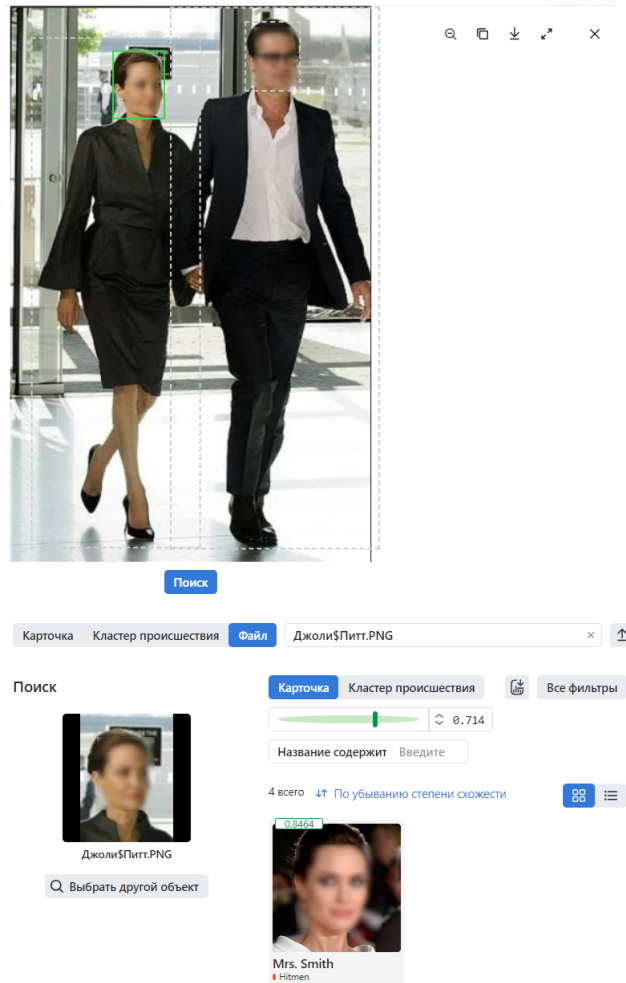 Поиск
Карточка Кластер происшествия Файл Джоли$Питт.PNG
Поиск
Карточка Кластер происшествия Все фильтры
0.714
Название содержит Введите
4 всего По убыванию степени схожести
Джоли$Питт.PNG
Выбрать другой объект
0.8464
Mrs. Smith
Hitmen